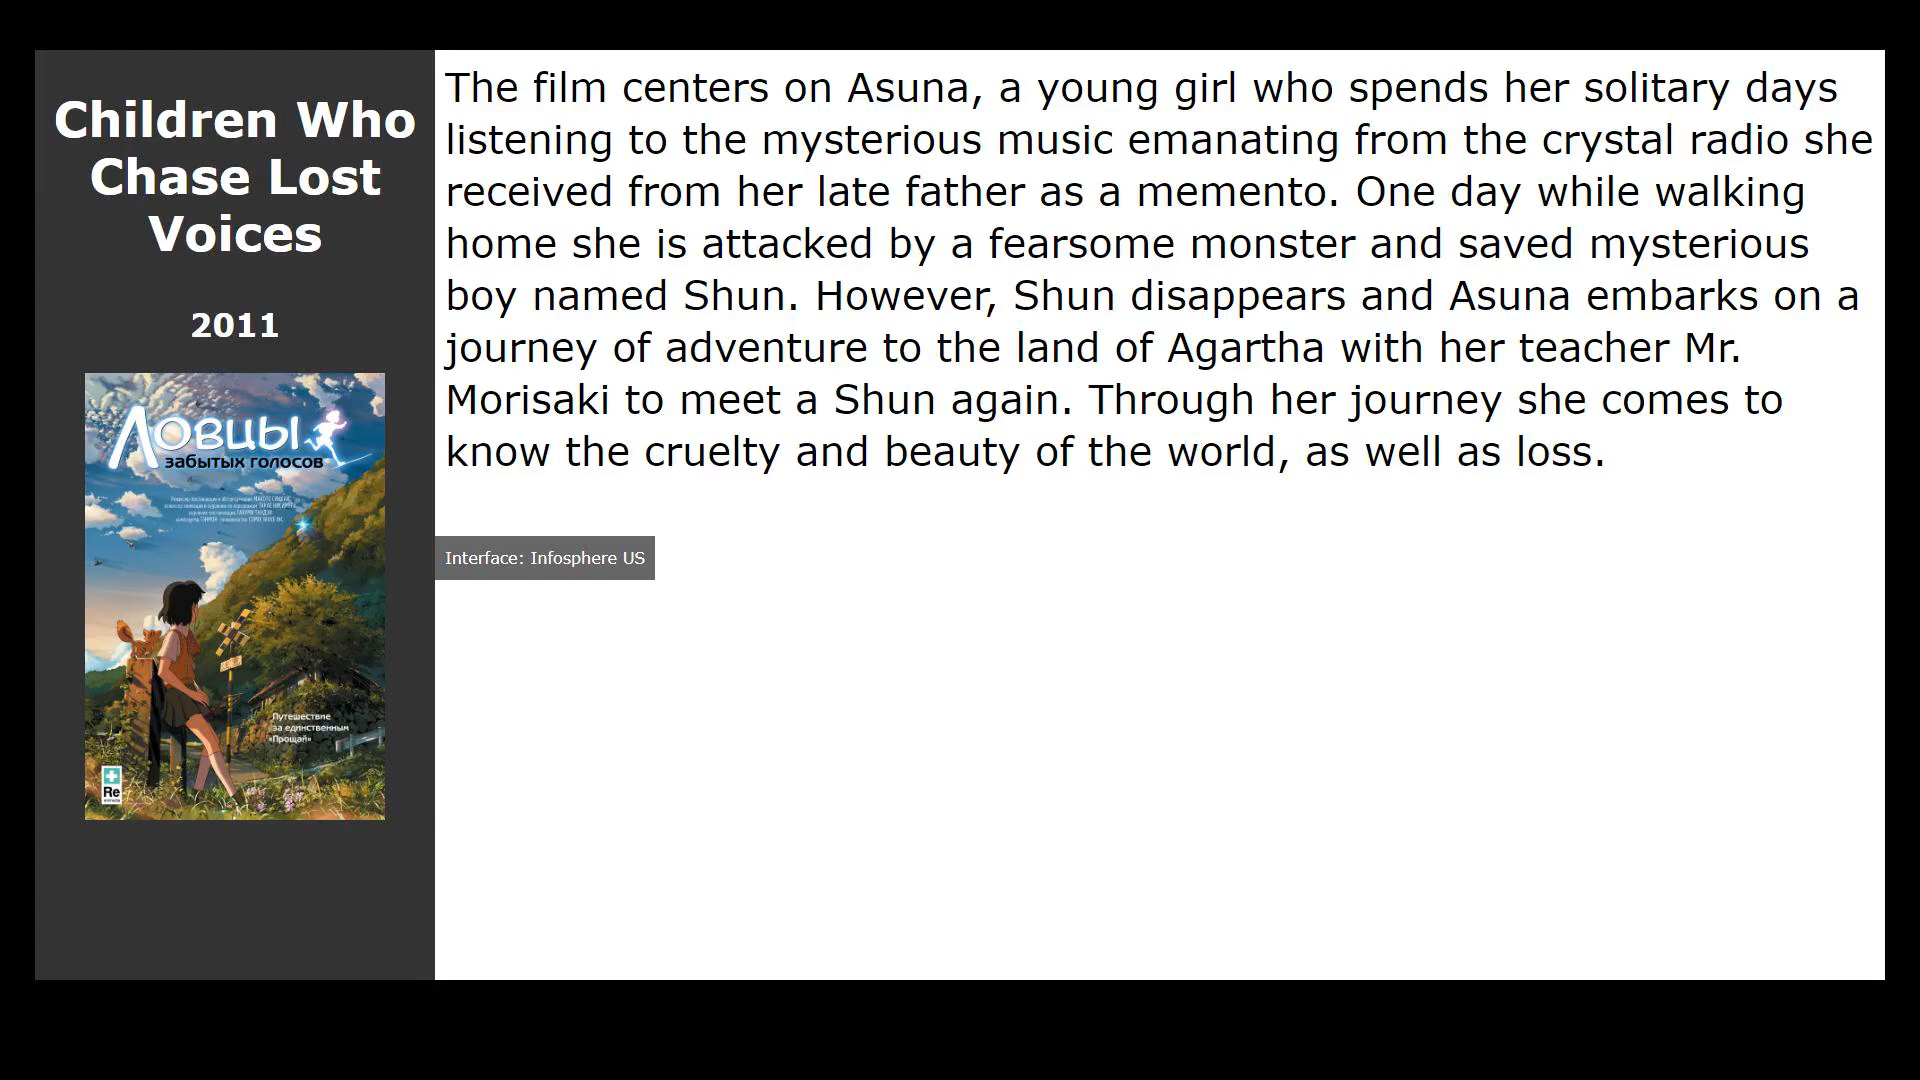 Children Who
Chase Lost
Voices
2011
Ловцы
забытых голосов
Путешествие
за единственным
«Прощай»
Re
The film centers on Asuna, a young girl who spends her solitary days
listening to the mysterious music emanating from the crystal radio she
received from her late father as a memento. One day while walking
home she is attacked by a fearsome monster and saved mysterious
boy named Shun. However, Shun disappears and Asuna embarks on a
journey of adventure to the land of Agartha with her teacher Mr.
Morisaki to meet a Shun again. Through her journey she comes to
know the cruelty and beauty of the world, as well as loss.
Interface: Infosphere US